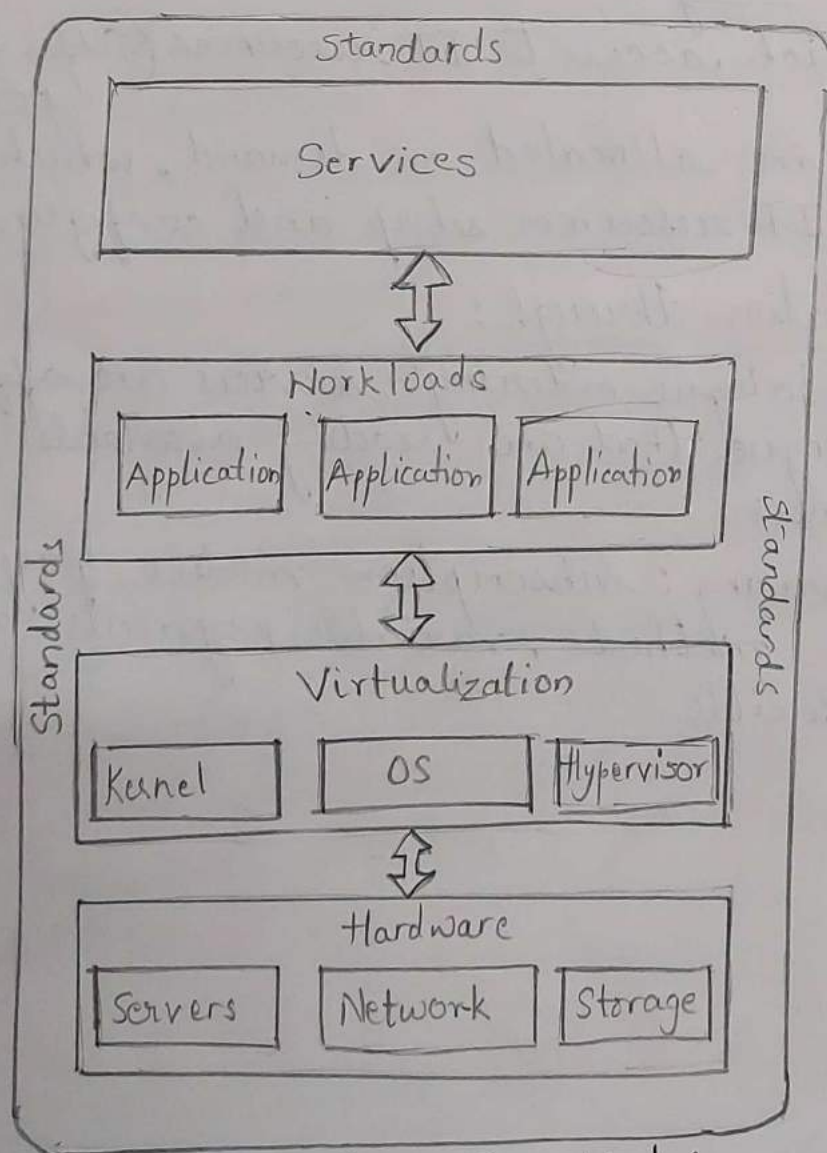 Standards
Services
Workloads
Application Application Application
Standards
Standards
Virtualization
Kernel OS Hypervisor
Hardware
Servers Network Storage